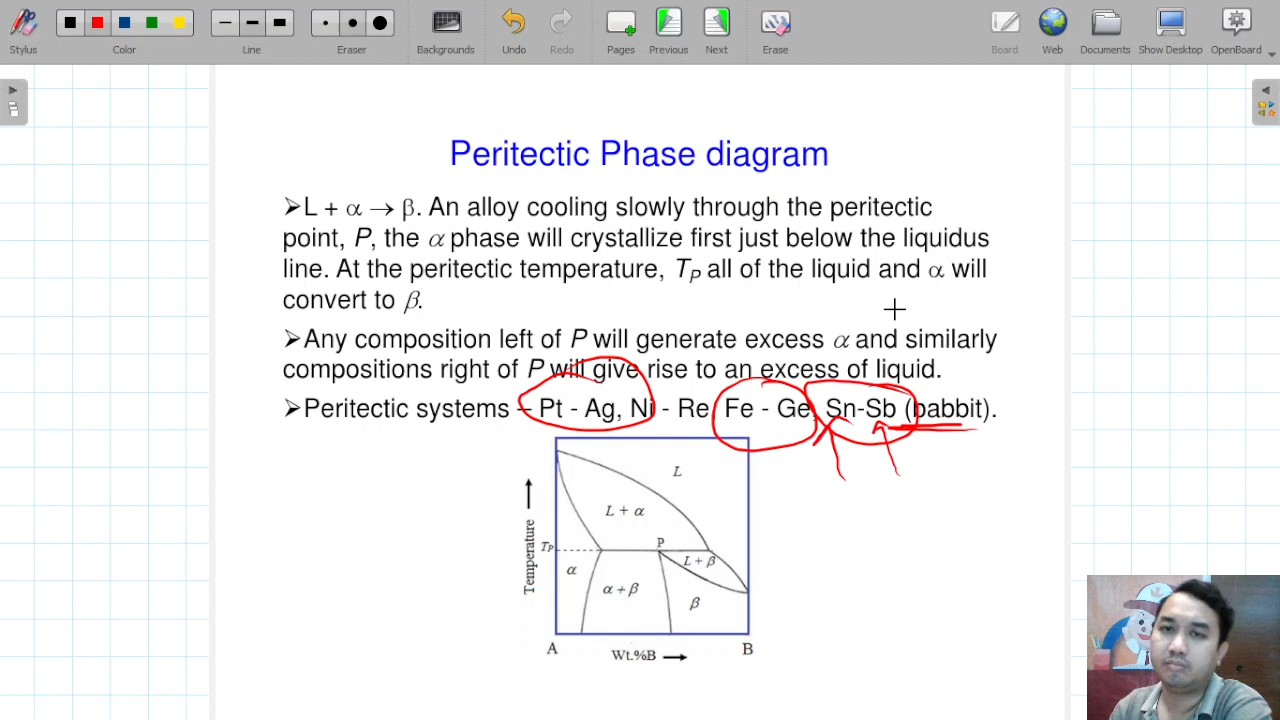 Stylus Color Line Eraser Backgrounds Undo Redo Pages Previous Next Erase Board Web Documents Show Desktop OpenBoard
Peritectic Phase diagram
➢L + α → β. An alloy cooling slowly through the peritectic
point, P, the α phase will crystallize first just below the liquidus
line. At the peritectic temperature, TP all of the liquid and α will
convert to β.
➢Any composition left of P will generate excess α and similarly
compositions right of P will give rise to an excess of liquid.
➢Peritectic systems – Pt - Ag, Ni - Re, Fe - Ge, Sn-Sb (babbit).
L
L + α
Temperature
TP
P
L + β
α
α + β
β
A
B
Wt.%B